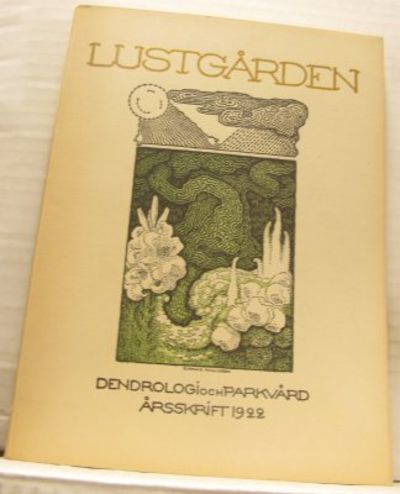 LUSTGÅRDEN
DENDROLOGI OCH PARKVÅRD
ÅRSSKRIFT 1922